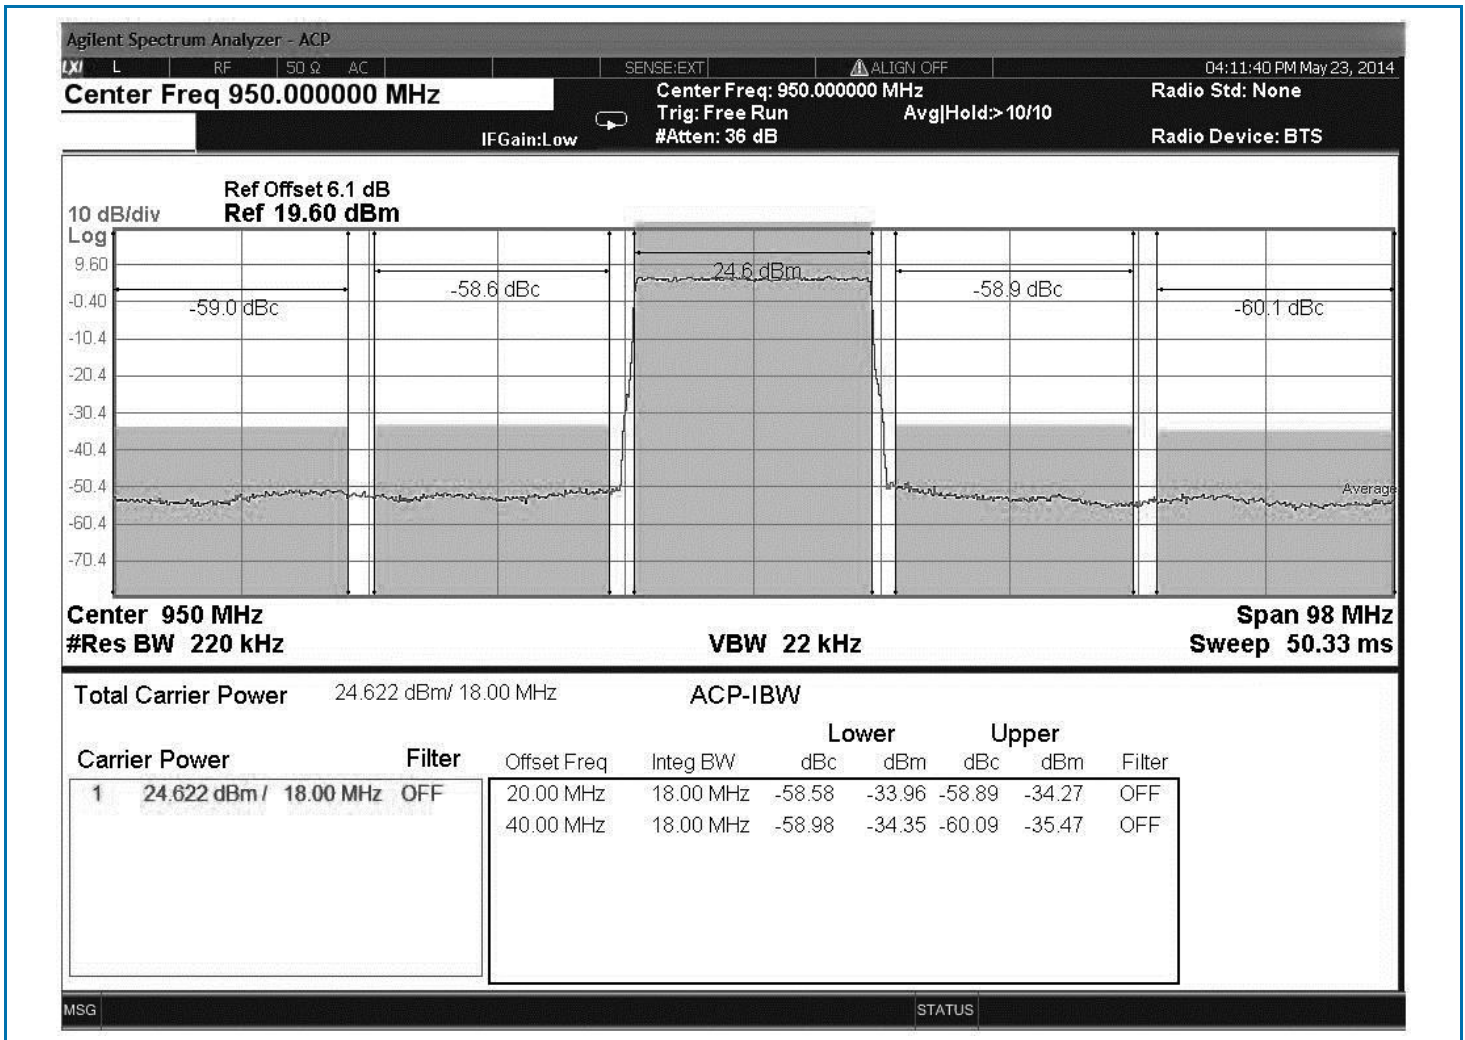 Agilent Spectrum Analyzer - ACP
LXI L RF 50 Ω AC SENSE:EXT ALIGN OFF 04:11:40 PM May 23, 2014
Center Freq 950.000000 MHz
Center Freq: 950.000000 MHz
Radio Std: None
Trig: Free Run Avg|Hold:>10/10
IFGain:Low
#Atten: 36 dB
Radio Device: BTS
Ref Offset 6.1 dB
10 dB/div Ref 19.60 dBm
Log
9.60
24.6 dBm
-58.6 dBc
-58.9 dBc
-0.40
-59.0 dBc
-60.1 dBc
-10.4
-20.4
-30.4
-40.4
-50.4
Average
-60.4
-70.4
Center 950 MHz
Span 98 MHz
#Res BW 220 kHz
VBW 22 kHz
Sweep 50.33 ms
Total Carrier Power 24.622 dBm/ 18.00 MHz ACP-IBW
Lower Upper
Carrier Power Filter Offset Freq Integ BW dBc dBm dBc dBm Filter
1 24.622 dBm / 18.00 MHz OFF 20.00 MHz 18.00 MHz -58.58 -33.96 -58.89 -34.27 OFF
40.00 MHz 18.00 MHz -58.98 -34.35 -60.09 -35.47 OFF
MSG STATUS